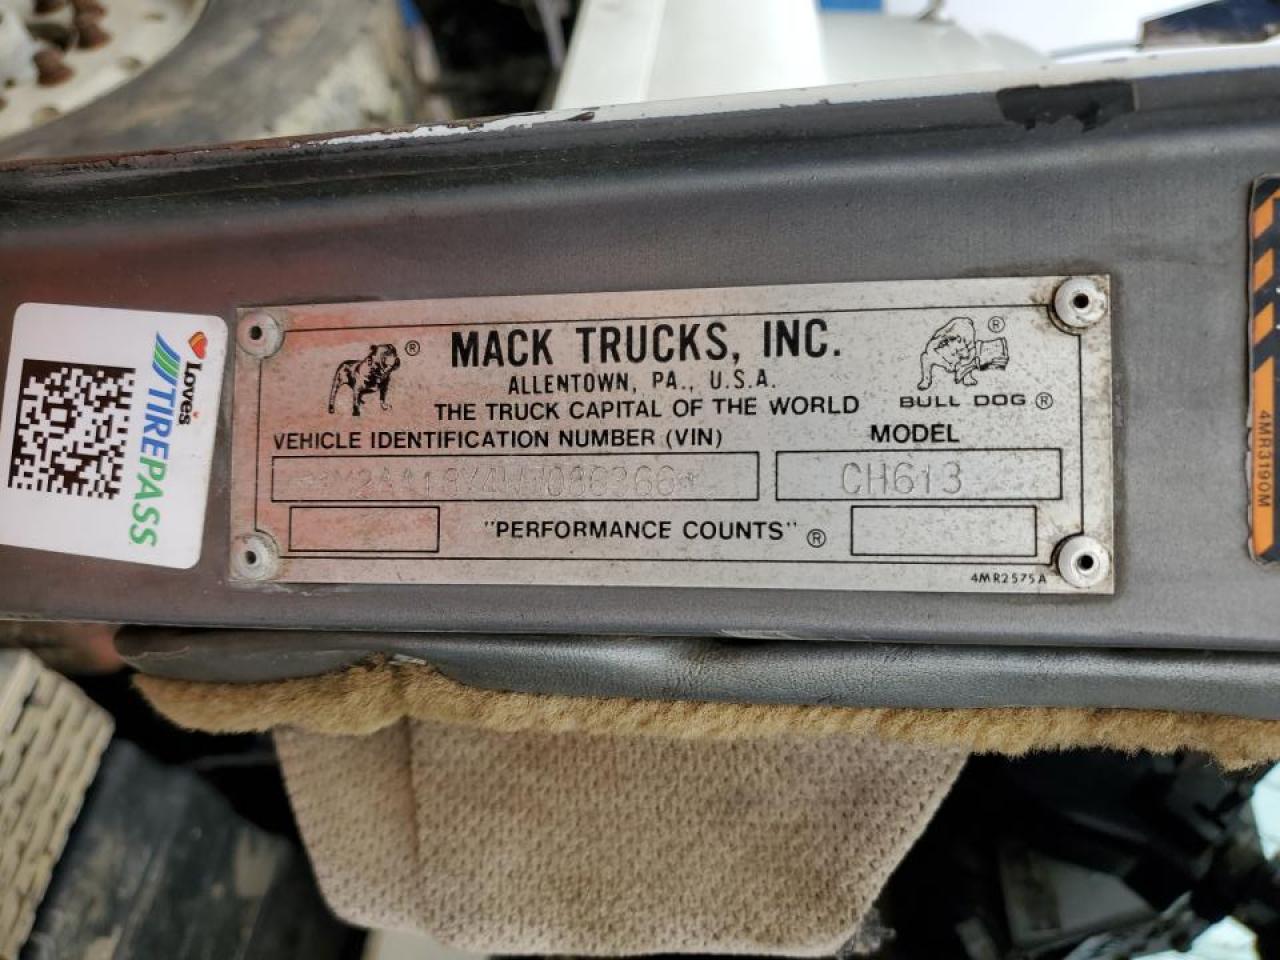 Love's
TIREPASS
®
MACK TRUCKS, INC.
®
ALLENTOWN, PA., U.S.A.
THE TRUCK CAPITAL OF THE WORLD
BULL DOG ®
VEHICLE IDENTIFICATION NUMBER (VIN)
MODEL
CH613
"PERFORMANCE COUNTS" ®
4MR2575A
4MR3190M